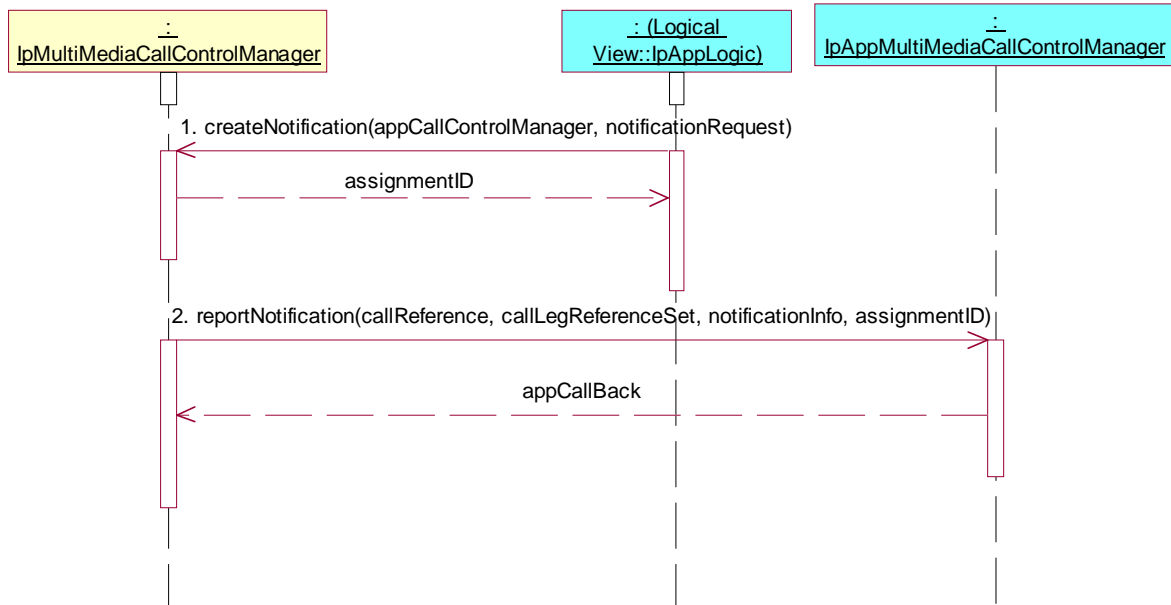 :
IpMultiMediaCallControlManager
: (Logical
View::IpAppLogic)
:
IpAppMultiMediaCallControlManager
1. createNotification(appCallControlManager, notificationRequest)
assignmentID
2. reportNotification(callReference, callLegReferenceSet, notificationInfo, assignmentID)
appCallBack